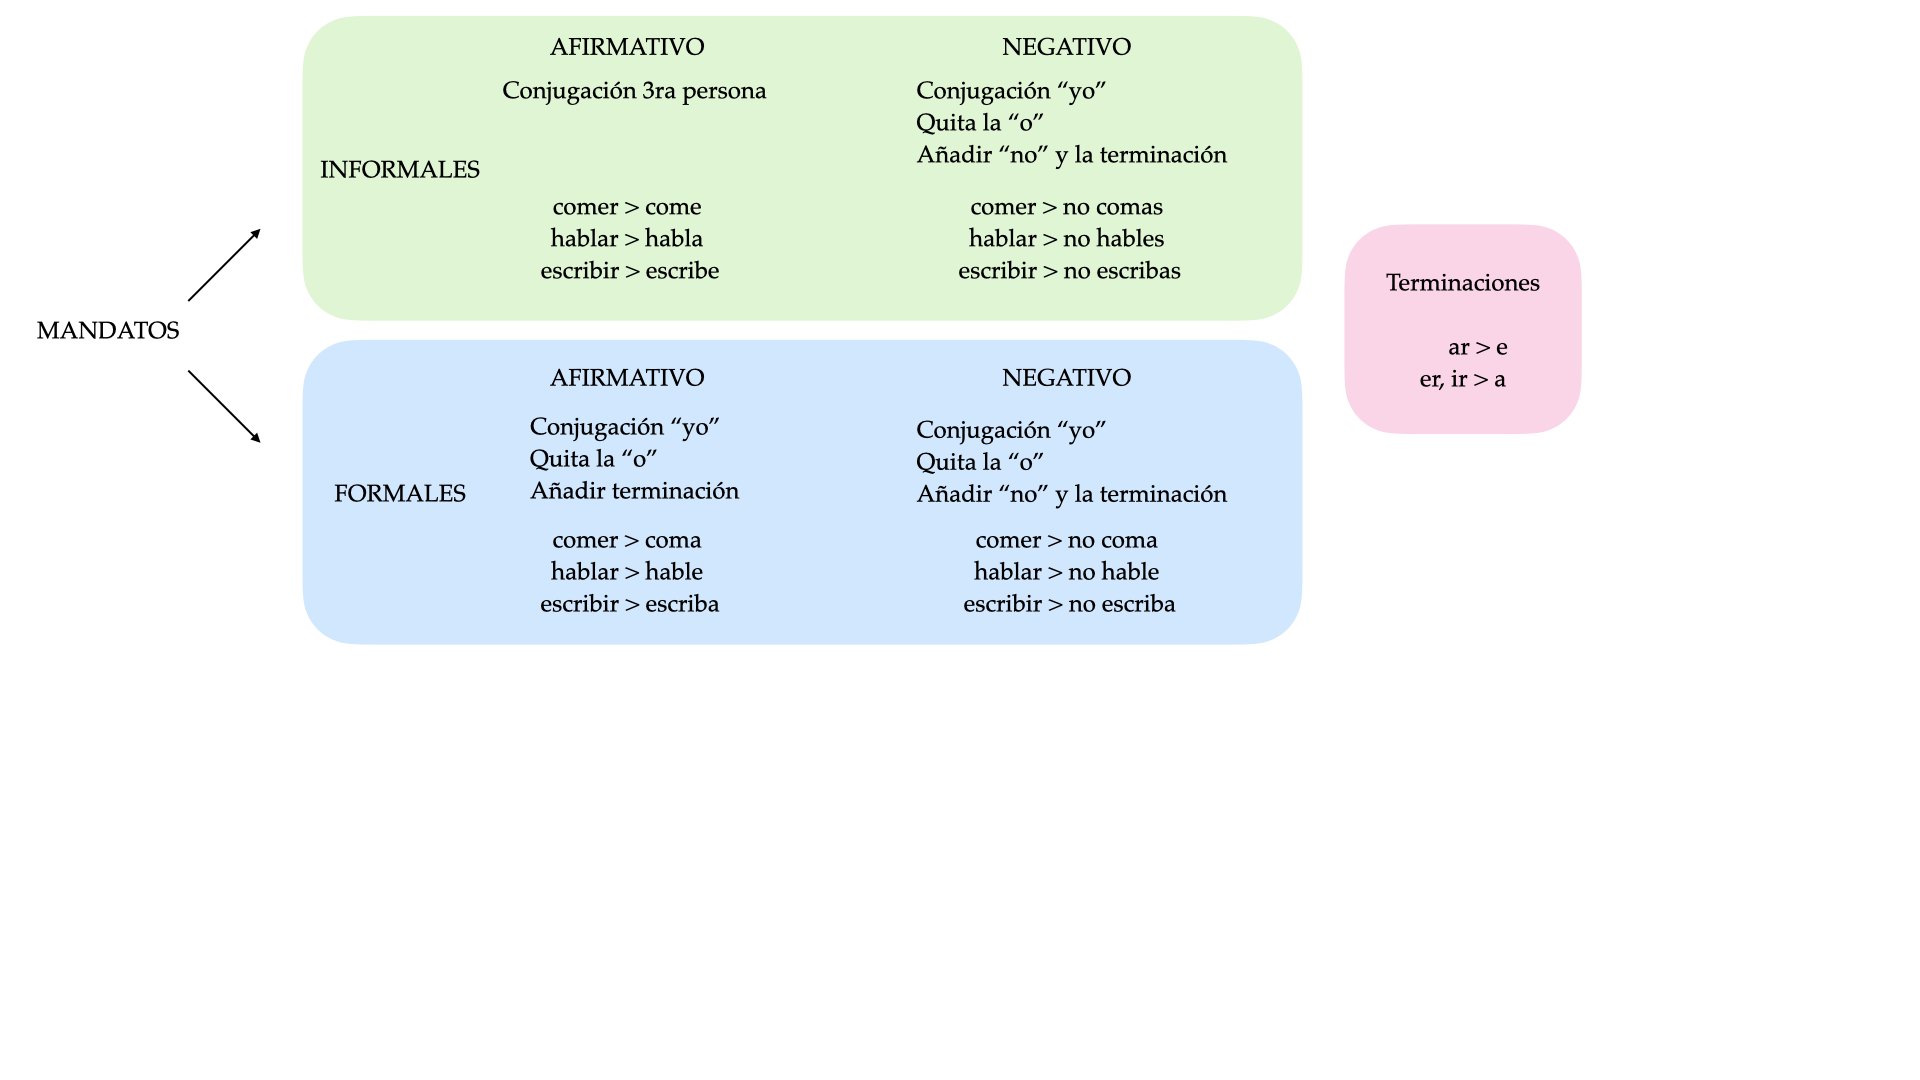 MANDATOS
INFORMALES
AFIRMATIVO
Conjugación 3ra persona
comer > come
hablar > habla
escribir > escribe
NEGATIVO
Conjugación “yo”
Quita la “o”
Añadir “no” y la terminación
comer > no comas
hablar > no hables
escribir > no escribas
FORMALES
AFIRMATIVO
Conjugación “yo”
Quita la “o”
Añadir terminación
comer > coma
hablar > hable
escribir > escriba
NEGATIVO
Conjugación “yo”
Quita la “o”
Añadir “no” y la terminación
comer > no coma
hablar > no hable
escribir > no escriba
Terminaciones
ar > e
er, ir > a